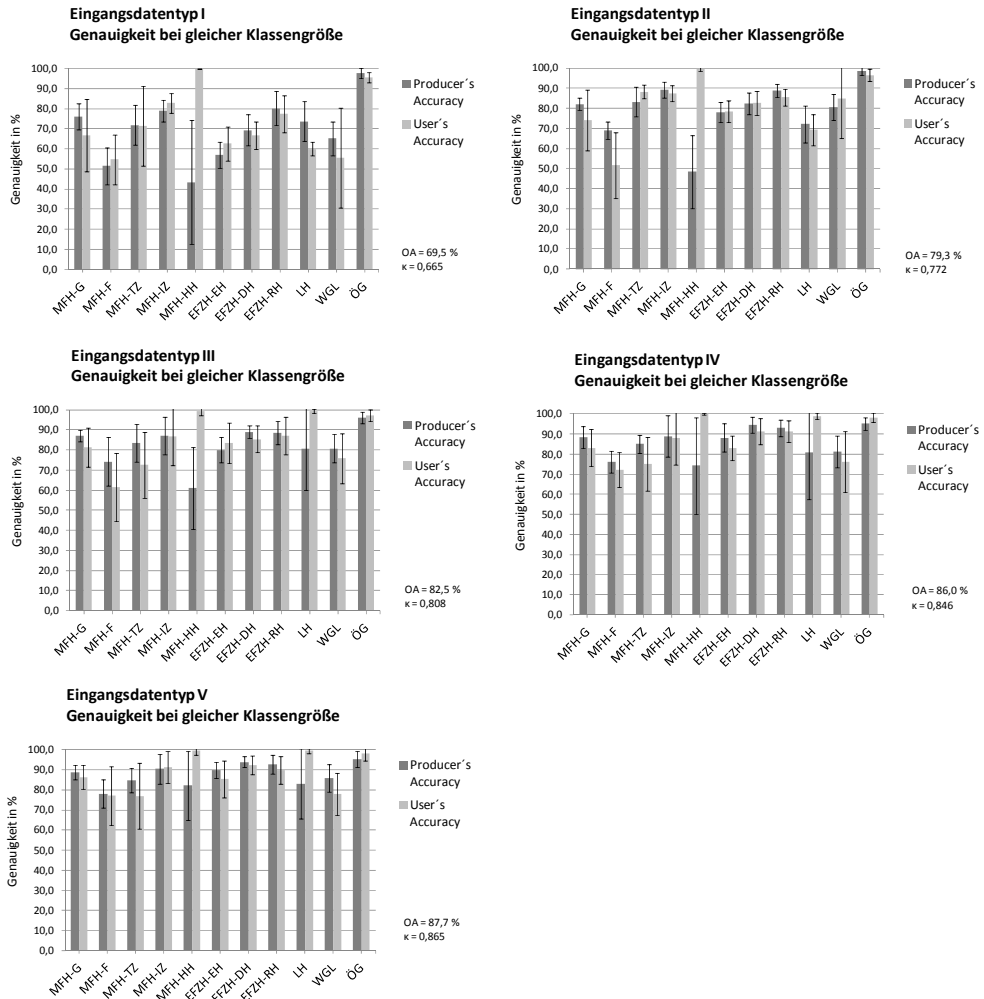 Eingangsdatentyp I
Genauigkeit bei gleicher Klassengröße
Genauigkeit in %
100,0
90,0
80,0
70,0
60,0
50,0
40,0
30,0
20,0
10,0
0,0
MFH-G
MFH-F
MFH-TZ
MFH-IZ
MFH-HH
EFZH-EH
EFZH-DH
EFZH-RH
LH
WGL
ÖG
Producer´s
Accuracy
User´s
Accuracy
OA = 69,5 %
κ = 0,665
Eingangsdatentyp II
Genauigkeit bei gleicher Klassengröße
Genauigkeit in %
100,0
90,0
80,0
70,0
60,0
50,0
40,0
30,0
20,0
10,0
0,0
MFH-G
MFH-F
MFH-TZ
MFH-IZ
MFH-HH
EFZH-EH
EFZH-DH
EFZH-RH
LH
WGL
ÖG
Producer´s
Accuracy
User´s
Accuracy
OA = 79,3 %
κ = 0,772
Eingangsdatentyp III
Genauigkeit bei gleicher Klassengröße
Genauigkeit in %
100,0
90,0
80,0
70,0
60,0
50,0
40,0
30,0
20,0
10,0
0,0
MFH-G
MFH-F
MFH-TZ
MFH-IZ
MFH-HH
EFZH-EH
EFZH-DH
EFZH-RH
LH
WGL
ÖG
Producer´s
Accuracy
User´s
Accuracy
OA = 82,5 %
κ = 0,808
Eingangsdatentyp IV
Genauigkeit bei gleicher Klassengröße
Genauigkeit in %
100,0
90,0
80,0
70,0
60,0
50,0
40,0
30,0
20,0
10,0
0,0
MFH-G
MFH-F
MFH-TZ
MFH-IZ
MFH-HH
EFZH-EH
EFZH-DH
EFZH-RH
LH
WGL
ÖG
Producer´s
Accuracy
User´s
Accuracy
OA = 86,0 %
κ = 0,846
Eingangsdatentyp V
Genauigkeit bei gleicher Klassengröße
Genauigkeit in %
100,0
90,0
80,0
70,0
60,0
50,0
40,0
30,0
20,0
10,0
0,0
MFH-G
MFH-F
MFH-TZ
MFH-IZ
MFH-HH
EFZH-EH
EFZH-DH
EFZH-RH
LH
WGL
ÖG
Producer´s
Accuracy
User´s
Accuracy
OA = 87,7 %
κ = 0,865